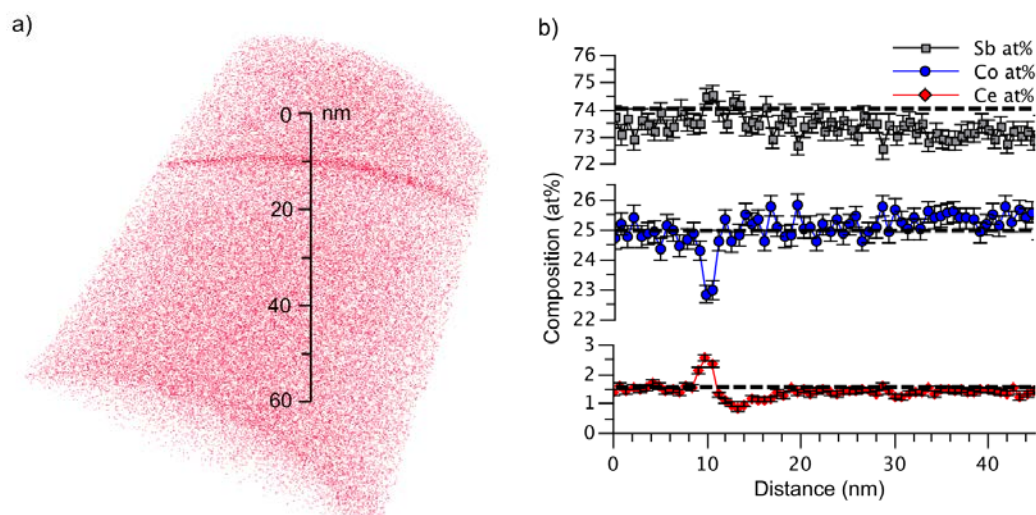 a)
0 nm
20
40
60
b)
Sb at%
Co at%
Ce at%
Composition (at%)
76
75
74
73
72
26
25
24
23
22
3
2
1
0
0 10 20 30 40
Distance (nm)